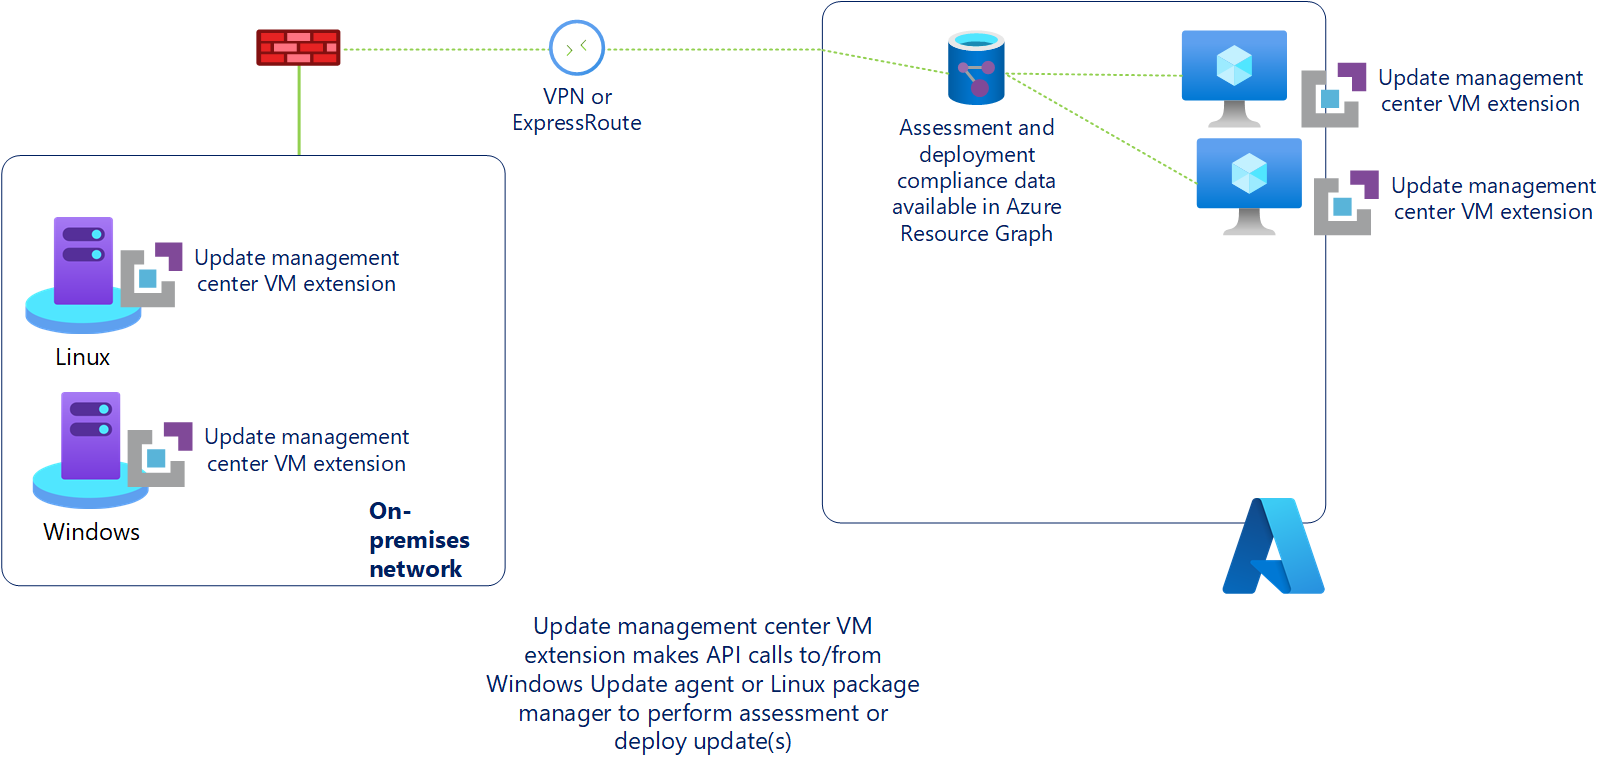 VPN or
ExpressRoute
Assessment and
deployment
compliance data
available in Azure
Resource Graph
Update management
center VM extension
Update management
center VM extension
Update management
center VM extension
Linux
Update management
center VM extension
Windows
On-
premises
network
Update management center VM
extension makes API calls to/from
Windows Update agent or Linux package
manager to perform assessment or
deploy update(s)